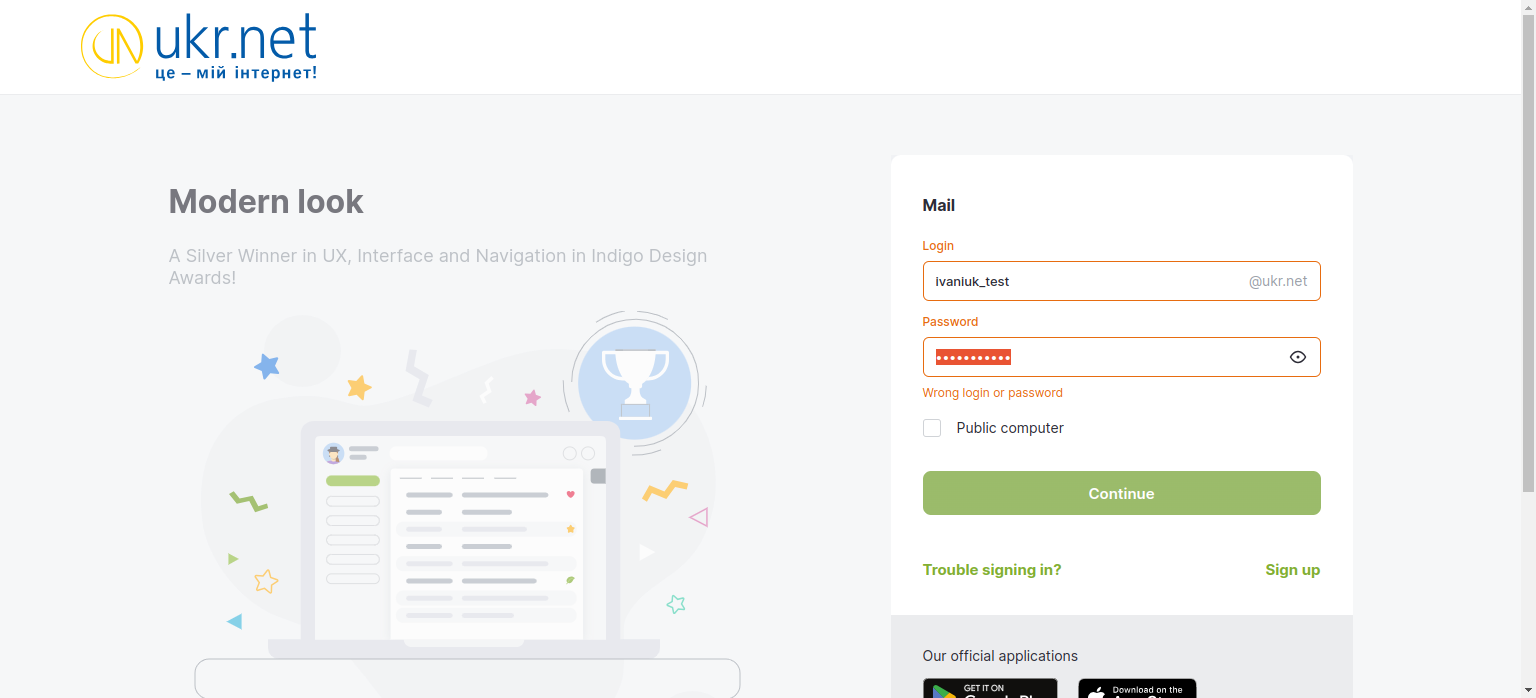 ukr.net
це – мій інтернет!
Modern look
A Silver Winner in UX, Interface and Navigation in Indigo Design
Awards!
Mail
Login
ivaniuk_test @ukr.net
Password
•••••••••••
Wrong login or password
Public computer
Continue
Trouble signing in? Sign up
Our official applications
GET IT ON
Download on the